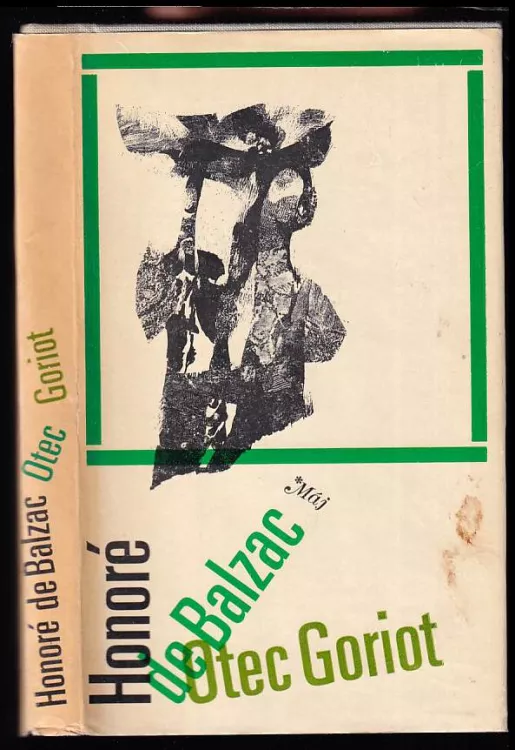 Honoré de Balzac Otec Goriot
*Máj
Honoré
de Balzac
Otec Goriot